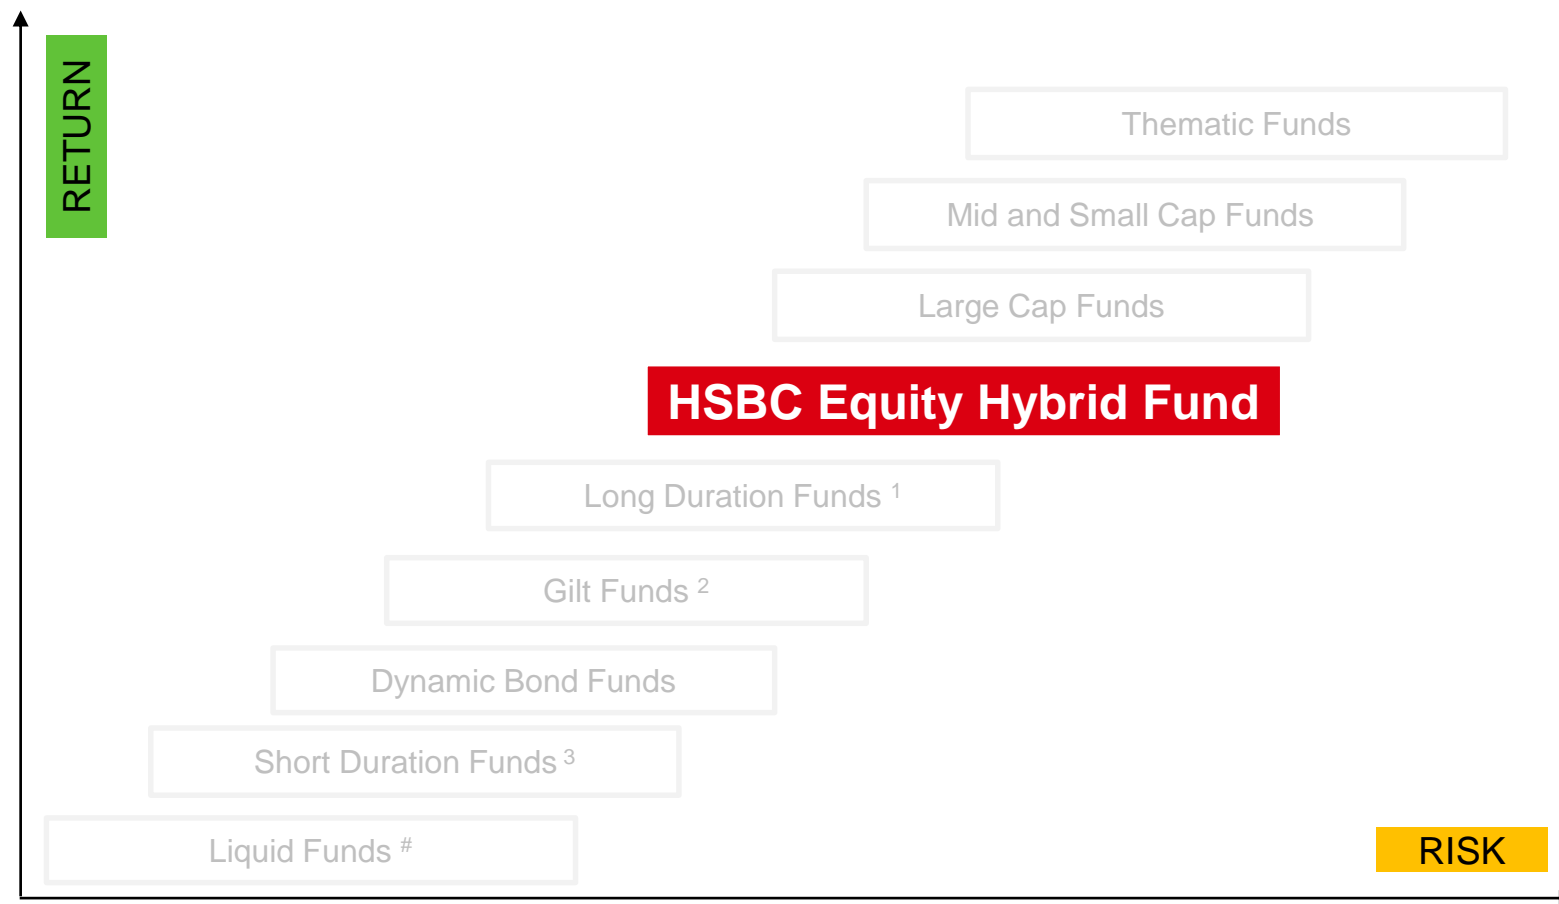 RETURN
Thematic Funds
Mid and Small Cap Funds
Large Cap Funds
HSBC Equity Hybrid Fund
Long Duration Funds 1
Gilt Funds 2
Dynamic Bond Funds
Short Duration Funds 3
Liquid Funds #
RISK